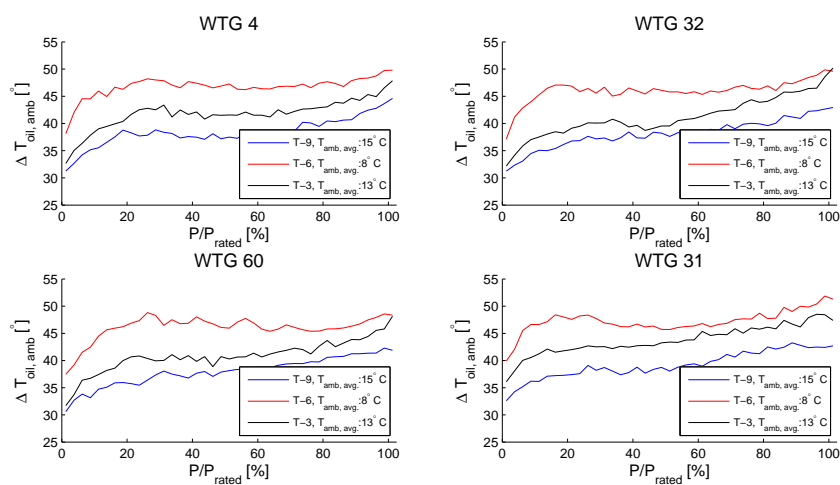 WTG 4
55
50
45
40
35
30
25
0 20 40 60 80 100
Δ T oil, amb [°]
P/P rated [%]
T−9, T amb, avg.:15° C
T−6, T amb, avg.:8° C
T−3, T amb, avg.:13° C
WTG 32
55
50
45
40
35
30
25
0 20 40 60 80 100
Δ T oil, amb [°]
P/P rated [%]
T−9, T amb, avg.:15° C
T−6, T amb, avg.:8° C
T−3, T amb, avg.:13° C
WTG 60
55
50
45
40
35
30
25
0 20 40 60 80 100
Δ T oil, amb [°]
P/P rated [%]
T−9, T amb, avg.:15° C
T−6, T amb, avg.:8° C
T−3, T amb, avg.:13° C
WTG 31
55
50
45
40
35
30
25
0 20 40 60 80 100
Δ T oil, amb [°]
P/P rated [%]
T−9, T amb, avg.:15° C
T−6, T amb, avg.:8° C
T−3, T amb, avg.:13° C